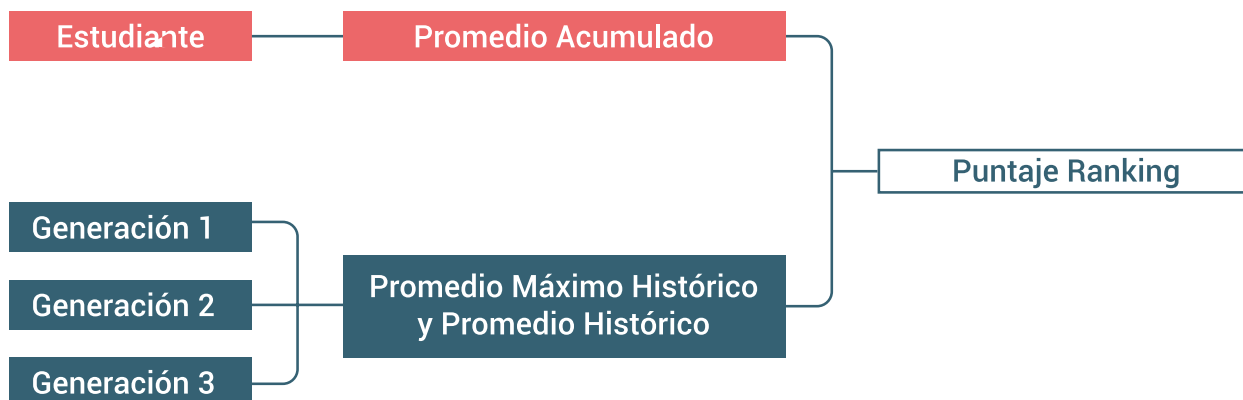 Estudiante
Promedio Acumulado
Puntaje Ranking
Generación 1
Generación 2
Generación 3
Promedio Máximo Histórico
y Promedio Histórico